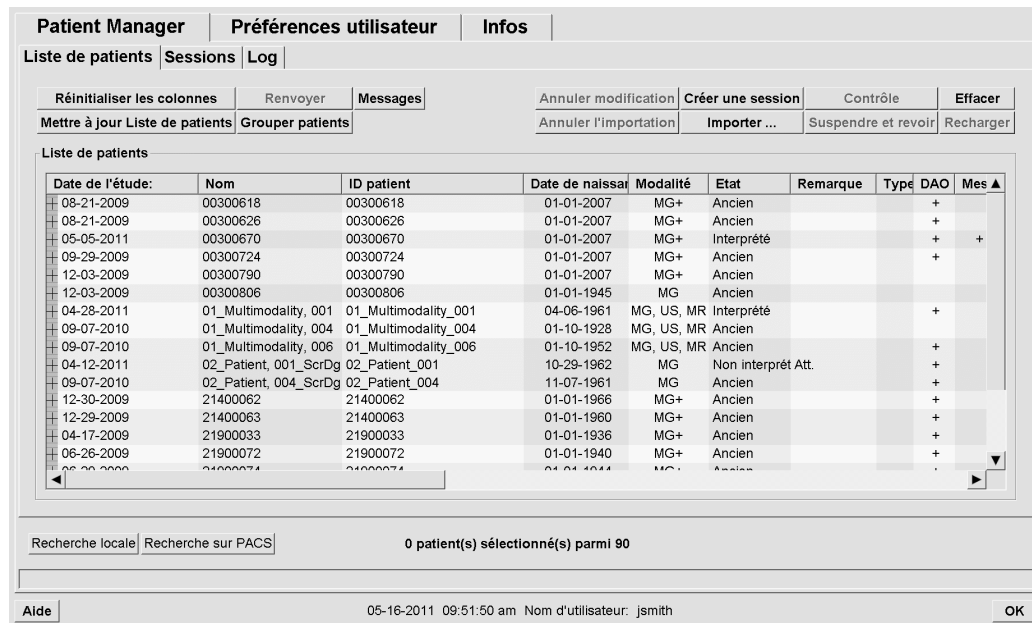 Patient Manager Préférences utilisateur Infos
Liste de patients Sessions Log
Réinitialiser les colonnes Renvoyer Messages Annuler modification Créer une session Contrôle Effacer
Mettre à jour Liste de patients Grouper patients Annuler l'importation Importer ... Suspendre et revoir Recharger
Liste de patients
Date de l'étude: Nom ID patient Date de naissar Modalité Etat Remarque Type DAO Mes
08-21-2009 00300618 00300618 01-01-2007 MG+ Ancien +
08-21-2009 00300626 00300626 01-01-2007 MG+ Ancien +
05-05-2011 00300670 00300670 01-01-2007 MG+ Interprété + +
09-29-2009 00300724 00300724 01-01-2007 MG+ Ancien +
12-03-2009 00300790 00300790 01-01-2007 MG+ Ancien
12-03-2009 00300806 00300806 01-01-1945 MG Ancien
04-28-2011 01_Multimodality, 001 01_Multimodality_001 04-06-1961 MG, US, MR Interprété +
09-07-2010 01_Multimodality, 004 01_Multimodality_004 01-10-1928 MG, US, MR Ancien
09-07-2010 01_Multimodality, 006 01_Multimodality_006 01-10-1952 MG, US, MR Ancien +
04-12-2011 02_Patient, 001_ScrDg 02_Patient_001 10-29-1962 MG Non interprét Att. +
09-07-2010 02_Patient, 004_ScrDg 02_Patient_004 11-07-1961 MG Ancien +
12-30-2009 21400062 21400062 01-01-1966 MG+ Ancien +
12-29-2009 21400063 21400063 01-01-1960 MG+ Ancien +
04-17-2009 21900033 21900033 01-01-1936 MG+ Ancien +
06-26-2009 21900072 21900072 01-01-1940 MG+ Ancien +
Recherche locale Recherche sur PACS 0 patient(s) sélectionné(s) parmi 90
Aide 05-16-2011 09:51:50 am Nom d'utilisateur: jsmith OK